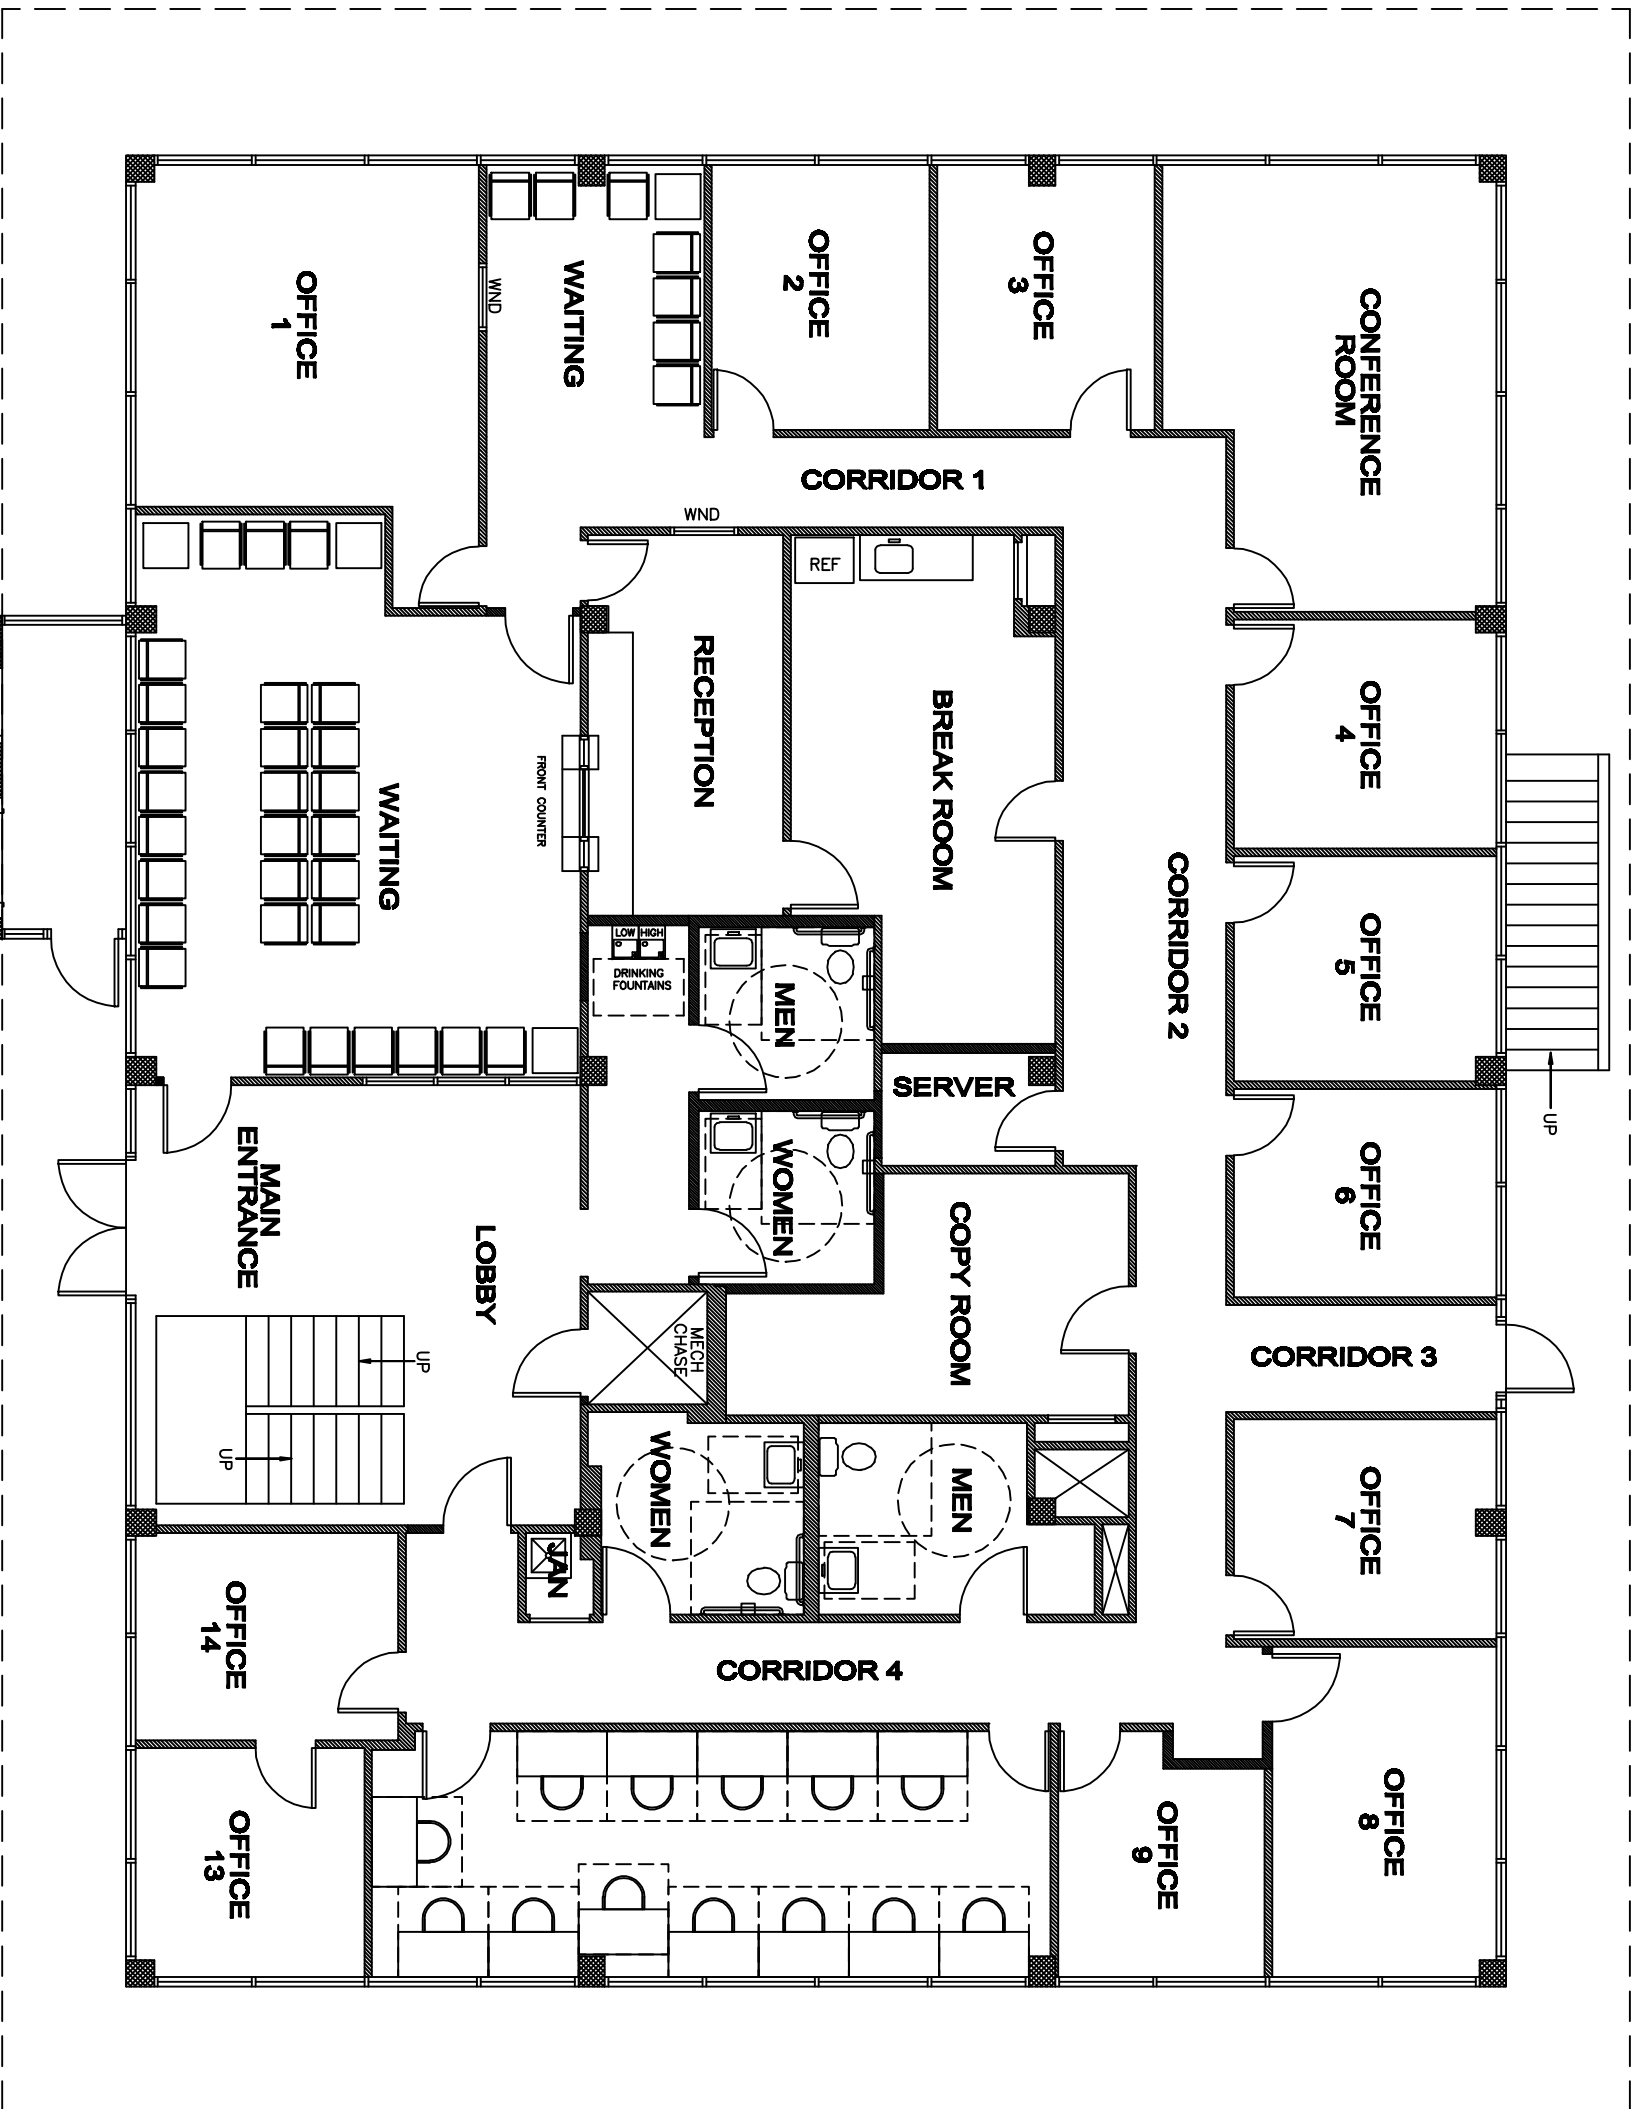 OFFICE
1
WND
WAITING
OFFICE
2
OFFICE
3
CONFERENCE
ROOM
CORRIDOR 1
WND
REF
RECEPTION
BREAK ROOM
OFFICE
4
FRONT COUNTER
WAITING
CORRIDOR 2
OFFICE
5
LOW HIGH
DRINKING
FOUNTAINS
MEN
SERVER
UP
MAIN
ENTRANCE
LOBBY
WOMEN
COPY ROOM
OFFICE
6
MECH
CHASE
UP
UP
CORRIDOR 3
WOMEN
MEN
OFFICE
7
JAN
OFFICE
14
CORRIDOR 4
OFFICE
13
OFFICE
9
OFFICE
8